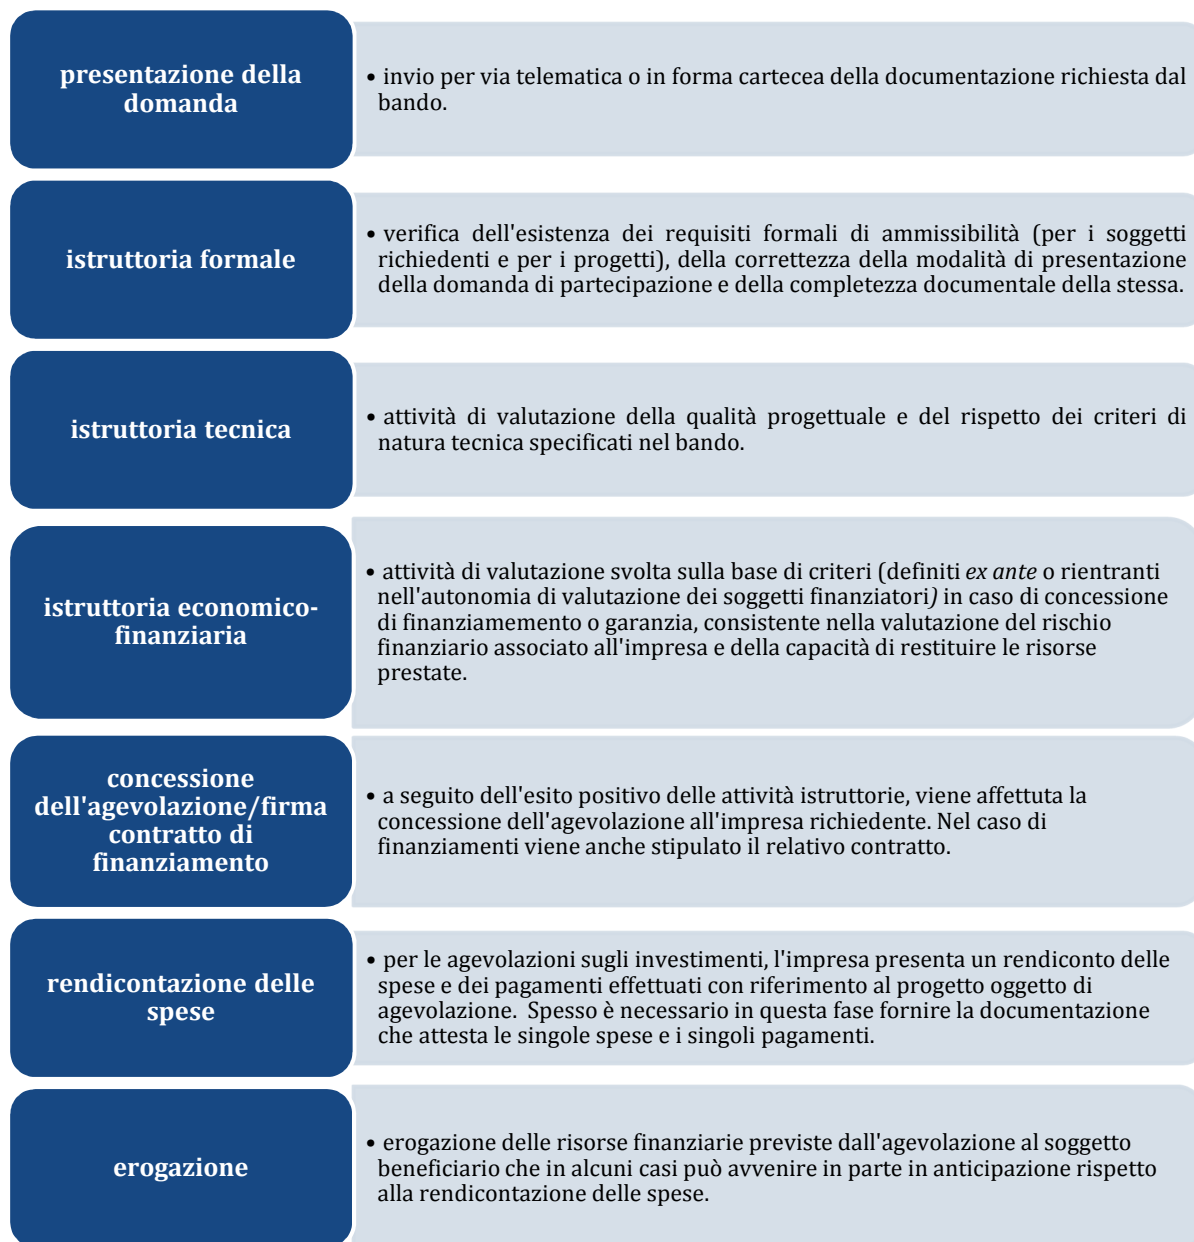 presentazione della
domanda
• invio per via telematica o in forma cartecea della documentazione richiesta dal
bando.
istruttoria formale
• verifica dell'esistenza dei requisiti formali di ammissibilità (per i soggetti
richiedenti e per i progetti), della correttezza della modalità di presentazione
della domanda di partecipazione e della completezza documentale della stessa.
istruttoria tecnica
• attività di valutazione della qualità progettuale e del rispetto dei criteri di
natura tecnica specificati nel bando.
istruttoria economico-
finanziaria
• attività di valutazione svolta sulla base di criteri (definiti ex ante o rientranti
nell'autonomia di valutazione dei soggetti finanziatori) in caso di concessione
di finanziamemento o garanzia, consistente nella valutazione del rischio
finanziario associato all'impresa e della capacità di restituire le risorse
prestate.
concessione
dell'agevolazione/firma
contratto di
finanziamento
• a seguito dell'esito positivo delle attività istruttorie, viene affettuta la
concessione dell'agevolazione all'impresa richiedente. Nel caso di
finanziamenti viene anche stipulato il relativo contratto.
rendicontazione delle
spese
• per le agevolazioni sugli investimenti, l'impresa presenta un rendiconto delle
spese e dei pagamenti effettuati con riferimento al progetto oggetto di
agevolazione. Spesso è necessario in questa fase fornire la documentazione
che attesta le singole spese e i singoli pagamenti.
erogazione
• erogazione delle risorse finanziarie previste dall'agevolazione al soggetto
beneficiario che in alcuni casi può avvenire in parte in anticipazione rispetto
alla rendicontazione delle spese.